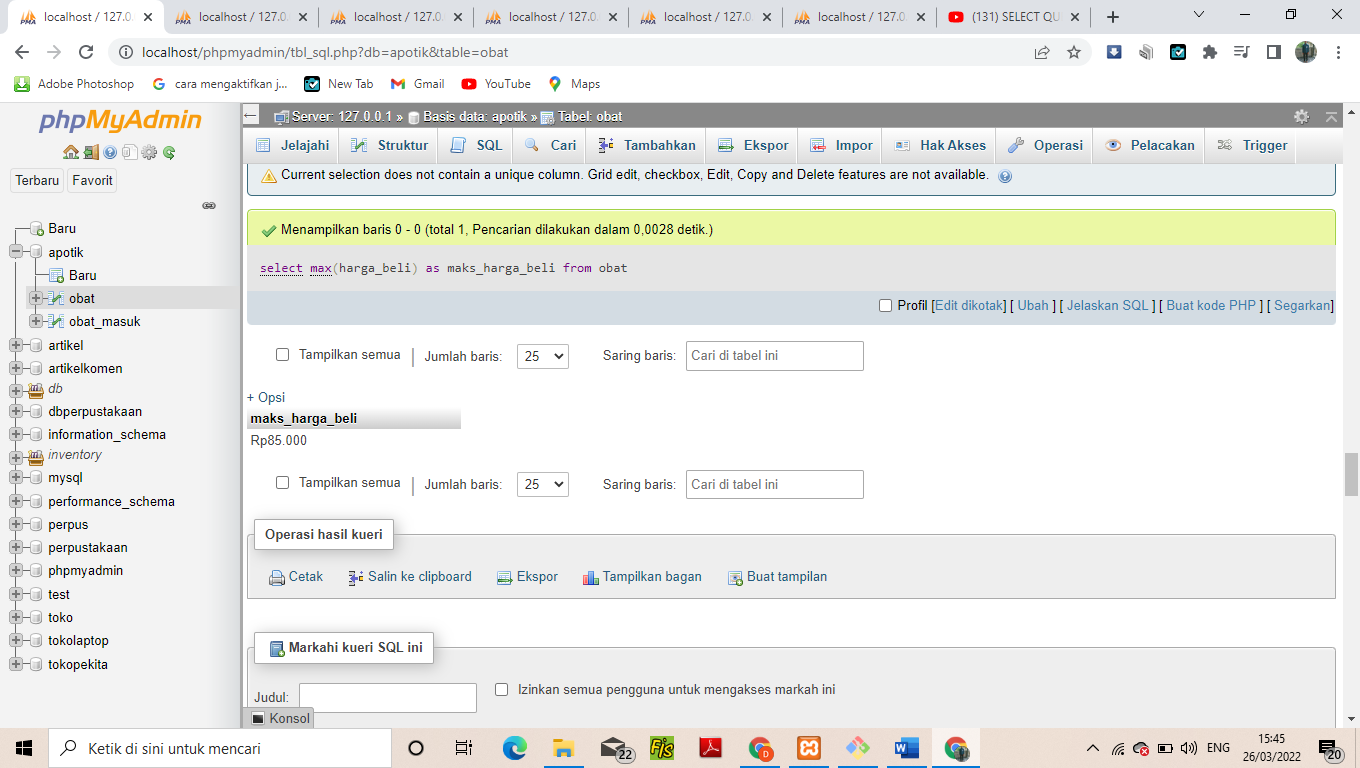 localhost / 127.0. localhost / 127.0. localhost / 127.0. localhost / 127.0. localhost / 127.0. localhost / 127.0. (131) SELECT QU
localhost/phpmyadmin/tbl_sql.php?db=apotik&table=obat
Adobe Photoshop cara mengaktifkan j... New Tab Gmail YouTube Maps
phpMyAdmin
Terbaru Favorit
Baru
apotik
Baru
obat
obat_masuk
artikel
artikelkomen
db
dbperpustakaan
information_schema
inventory
mysql
performance_schema
perpus
perpustakaan
phpmyadmin
test
toko
tokolaptop
tokopekita
Server: 127.0.0.1 » Basis data: apotik » Tabel: obat
Jelajahi Struktur SQL Cari Tambahkan Ekspor Impor Hak Akses Operasi Pelacakan Trigger
Current selection does not contain a unique column. Grid edit, checkbox, Edit, Copy and Delete features are not available.
Menampilkan baris 0 - 0 (total 1, Pencarian dilakukan dalam 0,0028 detik.)
select max(harga_beli) as maks_harga_beli from obat
Profil [Edit dikotak] [ Ubah ] [ Jelaskan SQL ] [ Buat kode PHP ] [ Segarkan]
Tampilkan semua | Jumlah baris: 25 Saring baris: Cari di tabel ini
+ Opsi
maks_harga_beli
Rp85.000
Tampilkan semua | Jumlah baris: 25 Saring baris: Cari di tabel ini
Operasi hasil kueri
Cetak Salin ke clipboard Ekspor Tampilkan bagan Buat tampilan
Markahi kueri SQL ini
Judul: Izinkan semua pengguna untuk mengakses markah ini
Konsol
Ketik di sini untuk mencari 22 Fis D ENG 15:45
26/03/2022 20